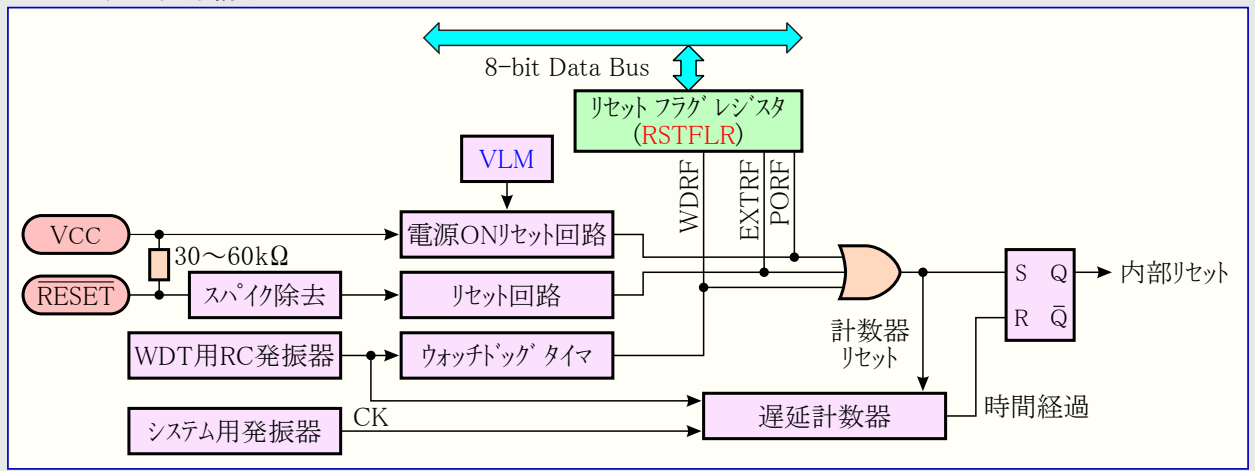 8-bit Data Bus
リセット フラグ レジスタ
(RSTFLR)
VLM
WDRF
EXTRF
PORF
VCC
電源ONリセット回路
30～60kΩ
RESET
スパイク除去
リセット回路
S Q
内部リセット
R Q̅
計数器
リセット
WDT用RC発振器
ウォッチドッグ タイマ
CK
システム用発振器
遅延計数器
時間経過